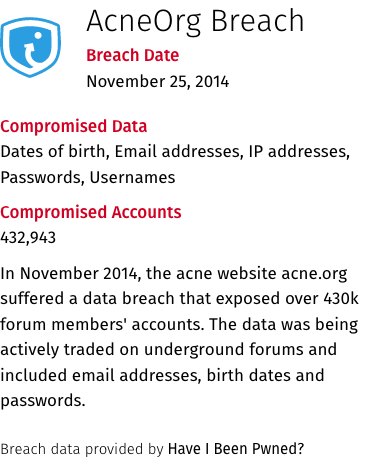 AcneOrg Breach
Breach Date
November 25, 2014
Compromised Data
Dates of birth, Email addresses, IP addresses,
Passwords, Usernames
Compromised Accounts
432,943
In November 2014, the acne website acne.org
suffered a data breach that exposed over 430k
forum members' accounts. The data was being
actively traded on underground forums and
included email addresses, birth dates and
passwords.
Breach data provided by Have I Been Pwned?